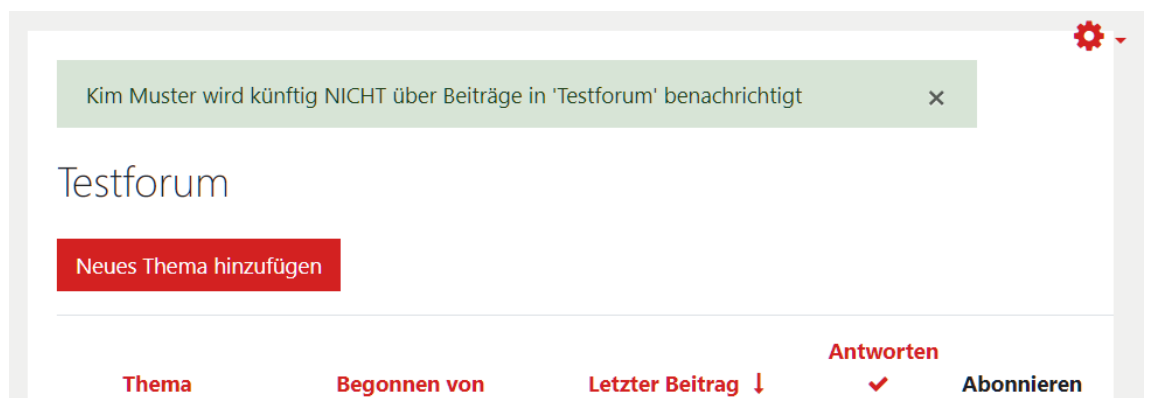 Kim Muster wird künftig NICHT über Beiträge in 'Testforum' benachrichtigt
Testforum
Neues Thema hinzufügen
Antworten
Thema Begonnen von Letzter Beitrag Abonnieren